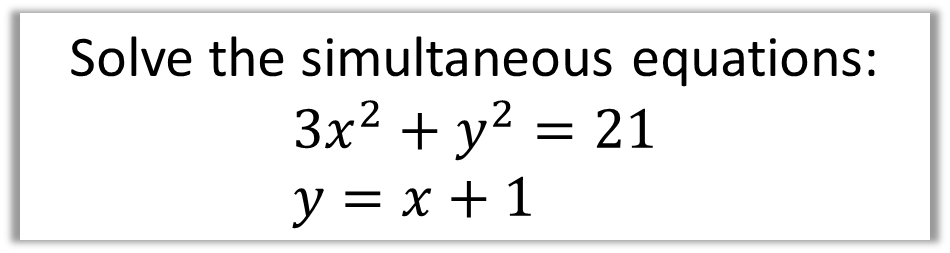 Solve the simultaneous equations:
3x² + y² = 21
y = x + 1